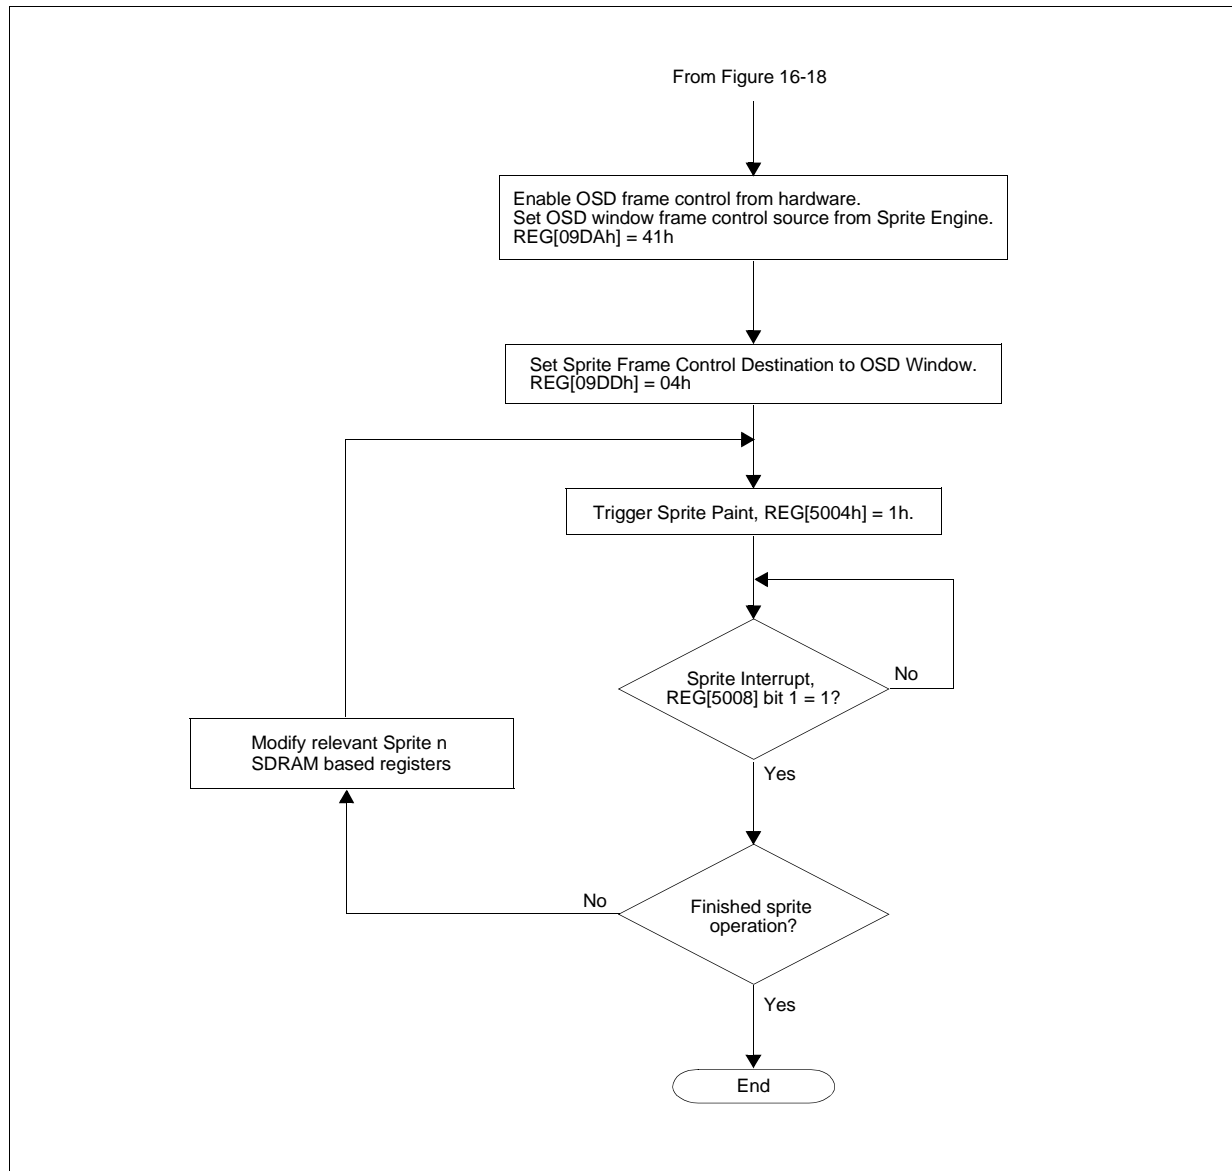 From Figure 16-18
Enable OSD frame control from hardware.
Set OSD window frame control source from Sprite Engine.
REG[09DAh] = 41h
Set Sprite Frame Control Destination to OSD Window.
REG[09DDh] = 04h
Trigger Sprite Paint, REG[5004h] = 1h.
Sprite Interrupt,
REG[5008] bit 1 = 1?
No
Modify relevant Sprite n
SDRAM based registers
Yes
Finished sprite
operation?
No
Yes
End